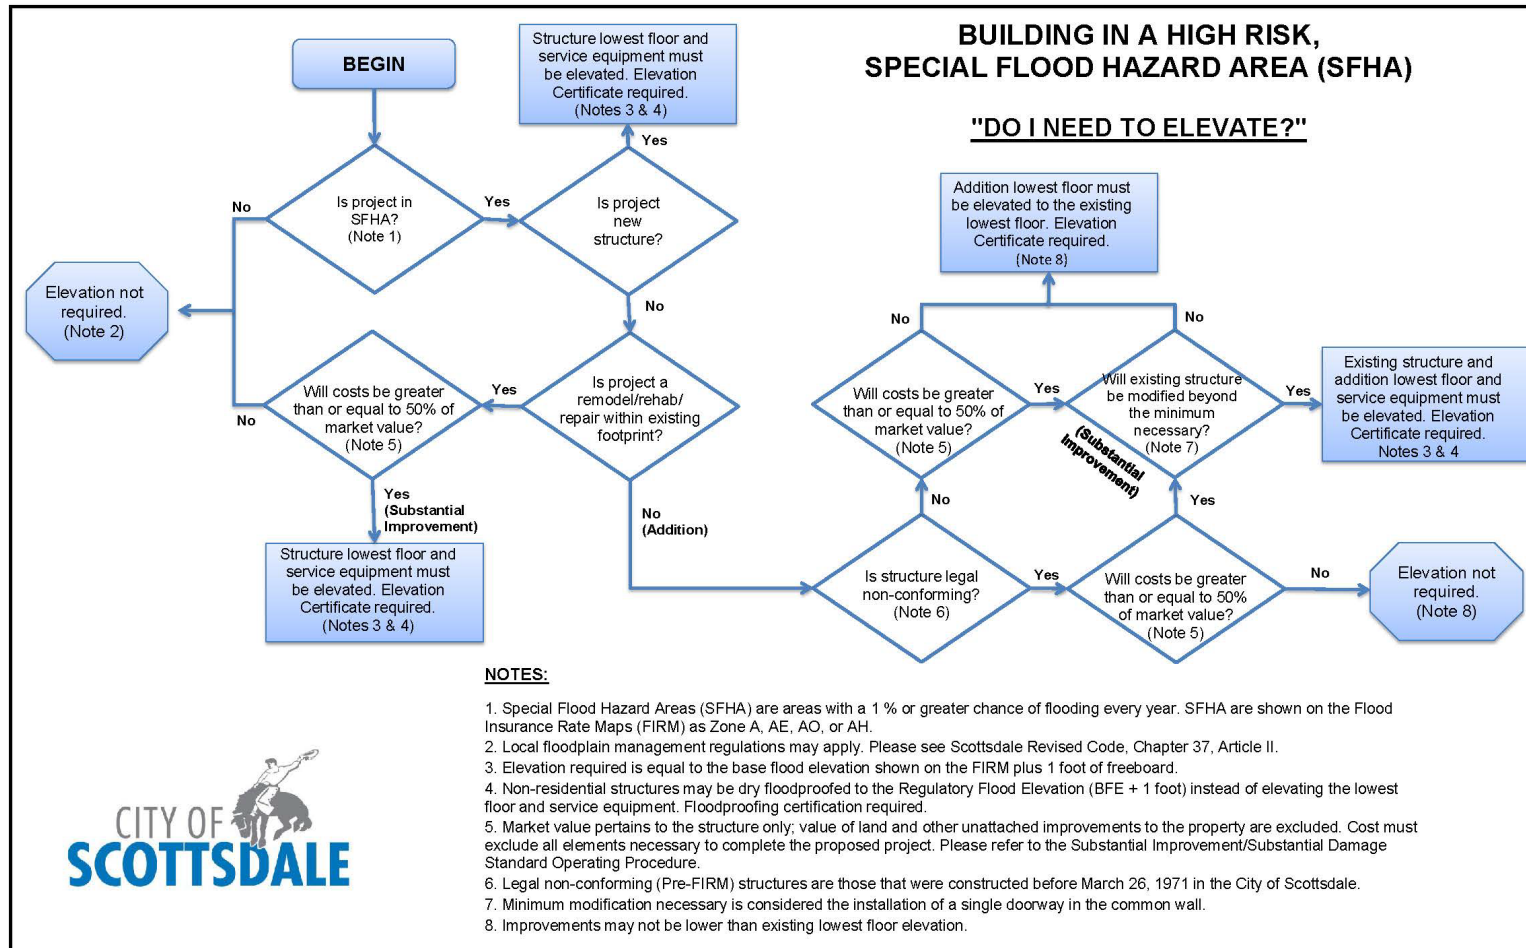 BUILDING IN A HIGH RISK,
SPECIAL FLOOD HAZARD AREA (SFHA)
"DO I NEED TO ELEVATE?"
BEGIN
Is project in
SFHA?
(Note 1)
No
Yes
Elevation not
required.
(Note 2)
Is project
new
structure?
Yes
Structure lowest floor and
service equipment must
be elevated. Elevation
Certificate required.
(Notes 3 & 4)
No
Is project a
remodel/rehab/
repair within existing
footprint?
Yes
Will costs be greater
than or equal to 50% of
market value?
(Note 5)
No
Yes
(Substantial
Improvement)
Structure lowest floor and
service equipment must
be elevated. Elevation
Certificate required.
(Notes 3 & 4)
No
(Addition)
Is structure legal
non-conforming?
(Note 6)
No
Yes
Will costs be greater
than or equal to 50% of
market value?
(Note 5)
No
Yes
Addition lowest floor must
be elevated to the existing
lowest floor. Elevation
Certificate required.
(Note 8)
Will existing structure
be modified beyond
the minimum
necessary?
(Note 7)
No
Yes
(Substantial
Improvement)
Existing structure and
addition lowest floor and
service equipment must
be elevated. Elevation
Certificate required.
Notes 3 & 4
Will costs be greater
than or equal to 50%
of market value?
(Note 5)
Yes
No
Elevation not
required.
(Note 8)
NOTES:
1. Special Flood Hazard Areas (SFHA) are areas with a 1 % or greater chance of flooding every year. SFHA are shown on the Flood
Insurance Rate Maps (FIRM) as Zone A, AE, AO, or AH.
2. Local floodplain management regulations may apply. Please see Scottsdale Revised Code, Chapter 37, Article II.
3. Elevation required is equal to the base flood elevation shown on the FIRM plus 1 foot of freeboard.
4. Non-residential structures may be dry floodproofed to the Regulatory Flood Elevation (BFE + 1 foot) instead of elevating the lowest
floor and service equipment. Floodproofing certification required.
5. Market value pertains to the structure only; value of land and other unattached improvements to the property are excluded. Cost must
exclude all elements necessary to complete the proposed project. Please refer to the Substantial Improvement/Substantial Damage
Standard Operating Procedure.
6. Legal non-conforming (Pre-FIRM) structures are those that were constructed before March 26, 1971 in the City of Scottsdale.
7. Minimum modification necessary is considered the installation of a single doorway in the common wall.
8. Improvements may not be lower than existing lowest floor elevation.
CITY OF
SCOTTSDALE